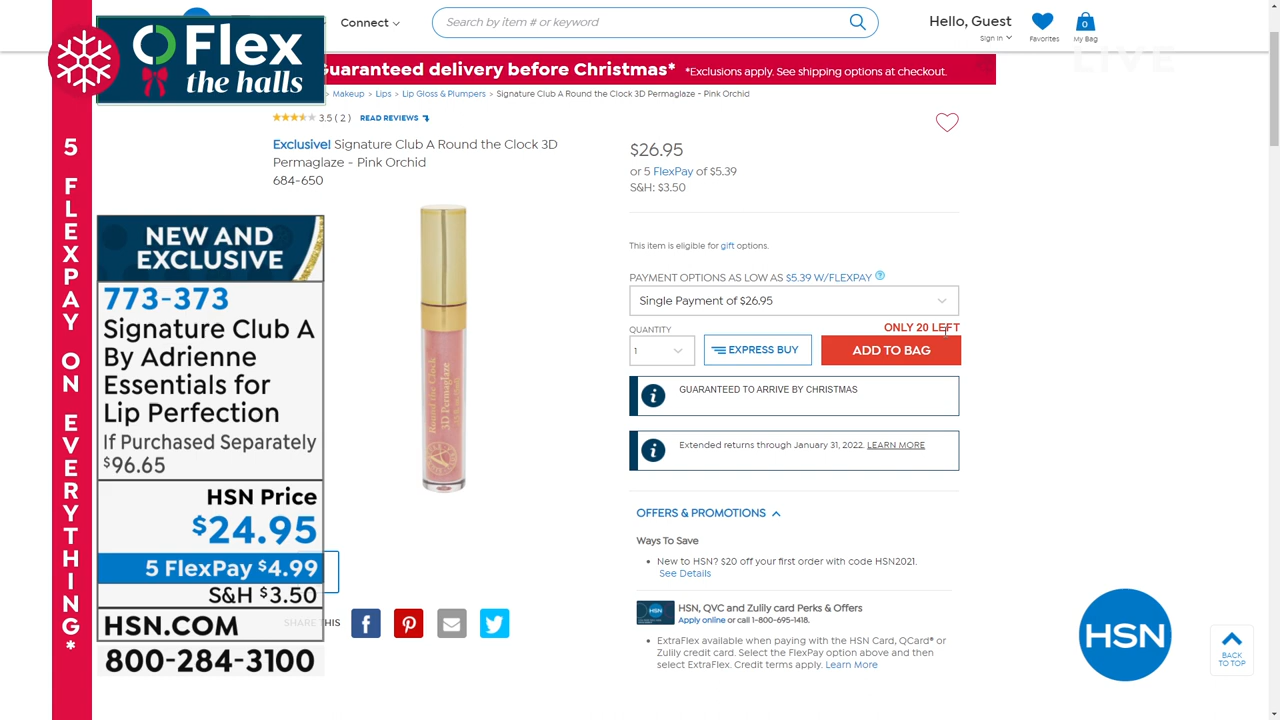 Connect
Search by item # or keyword
Hello, Guest
Sign In
Favorites
0
My Bag
LIVE
Flex
the halls
Guaranteed delivery before Christmas* *Exclusions apply. See shipping options at checkout.
> Makeup > Lips > Lip Gloss & Plumpers > Signature Club A Round the Clock 3D Permaglaze - Pink Orchid
3.5 ( 2 ) READ REVIEWS
Exclusive! Signature Club A Round the Clock 3D
Permaglaze - Pink Orchid
684-650
$26.95
or 5 FlexPay of $5.39
S&H: $3.50
This item is eligible for gift options.
PAYMENT OPTIONS AS LOW AS $5.39 W/FLEXPAY ?
Single Payment of $26.95
ONLY 20 LEFT
QUANTITY
1
EXPRESS BUY
ADD TO BAG
GUARANTEED TO ARRIVE BY CHRISTMAS
Extended returns through January 31, 2022. LEARN MORE
OFFERS & PROMOTIONS
Ways To Save
• New to HSN? $20 off your first order with code HSN2021.
See Details
HSN
HSN, QVC and Zulily card Perks & Offers
Apply online or call 1-800-695-1418.
• ExtraFlex available when paying with the HSN Card, QCard® or
Zulily credit card. Select the FlexPay option above and then
select ExtraFlex. Credit terms apply. Learn More
5 FLEXPAY ON EVERYTHING*
NEW AND
EXCLUSIVE
773-373
Signature Club A
By Adrienne
Essentials for
Lip Perfection
If Purchased Separately
$96.65
HSN Price
$24.95
5 FlexPay $4.99
S&H $3.50
HSN.COM
800-284-3100
SHARE THIS
Round the Clock
3D Permaglaze
HSN
BACK
TO TOP